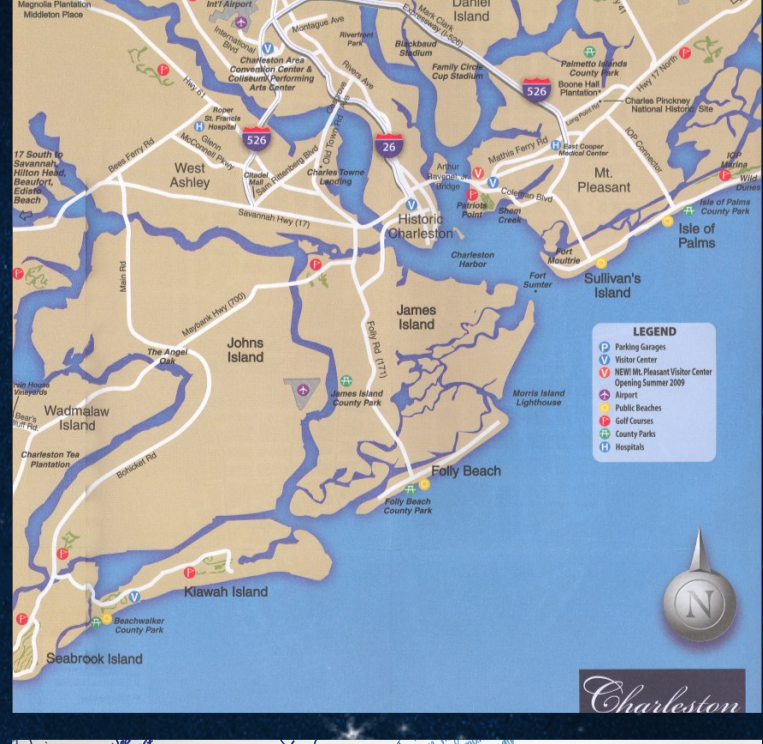 Magnolia Plantation
Middleton Place
Int'l Airport
International
Blvd
Montague Ave
Mark Clark
Expressway (I-526)
Daniel
Island
Riverfront
Park
Blackbaud
Stadium
Family Circle
Cup Stadium
Charleston Area
Convention Center &
Coliseum/Performing
Arts Center
Rivers Ave
Palmetto Islands
County Park
Hwy 17 North
Boone Hall
Plantation
Charles Pinckney
National Historic Site
Long Point Rd
Hwy 61
526
Roper
St. Francis
Hospital
526
26
Old Town Rd
IOP Connector
East Cooper
Medical Center
Mathis Ferry Rd
Glenn
McConnell Pkwy
Bees Ferry Rd
17 South to
Savannah,
Hilton Head,
Beaufort,
Edisto
Beach
West
Ashley
Citadel
Mall
Sam Rittenberg Blvd
Charles Towne
Landing
Arthur
Ravenel Jr.
Bridge
Mt.
Pleasant
IOP
Marina
Wild
Dunes
Coleman Blvd
Patriots
Point
Shem
Creek
Isle of Palms
County Park
Savannah Hwy (17)
Historic
Charleston
Isle of
Palms
Charleston
Harbor
Fort
Moultrie
Fort
Sumter
Sullivan's
Island
Main Rd
Maybank Hwy (700)
James
Island
Johns
Island
Folly Rd (171)
The Angel
Oak
LEGEND
P Parking Garages
V Visitor Center
V NEW! Mt. Pleasant Visitor Center
Opening Summer 2009
Airport
Public Beaches
Golf Courses
County Parks
H Hospitals
James Island
County Park
Morris Island
Lighthouse
Vineyards
Wadmalaw
Island
Charleston Tea
Plantation
Bohicket Rd
Folly Beach
Folly Beach
County Park
Kiawah Island
Beachwalker
County Park
Seabrook Island
N
Charleston